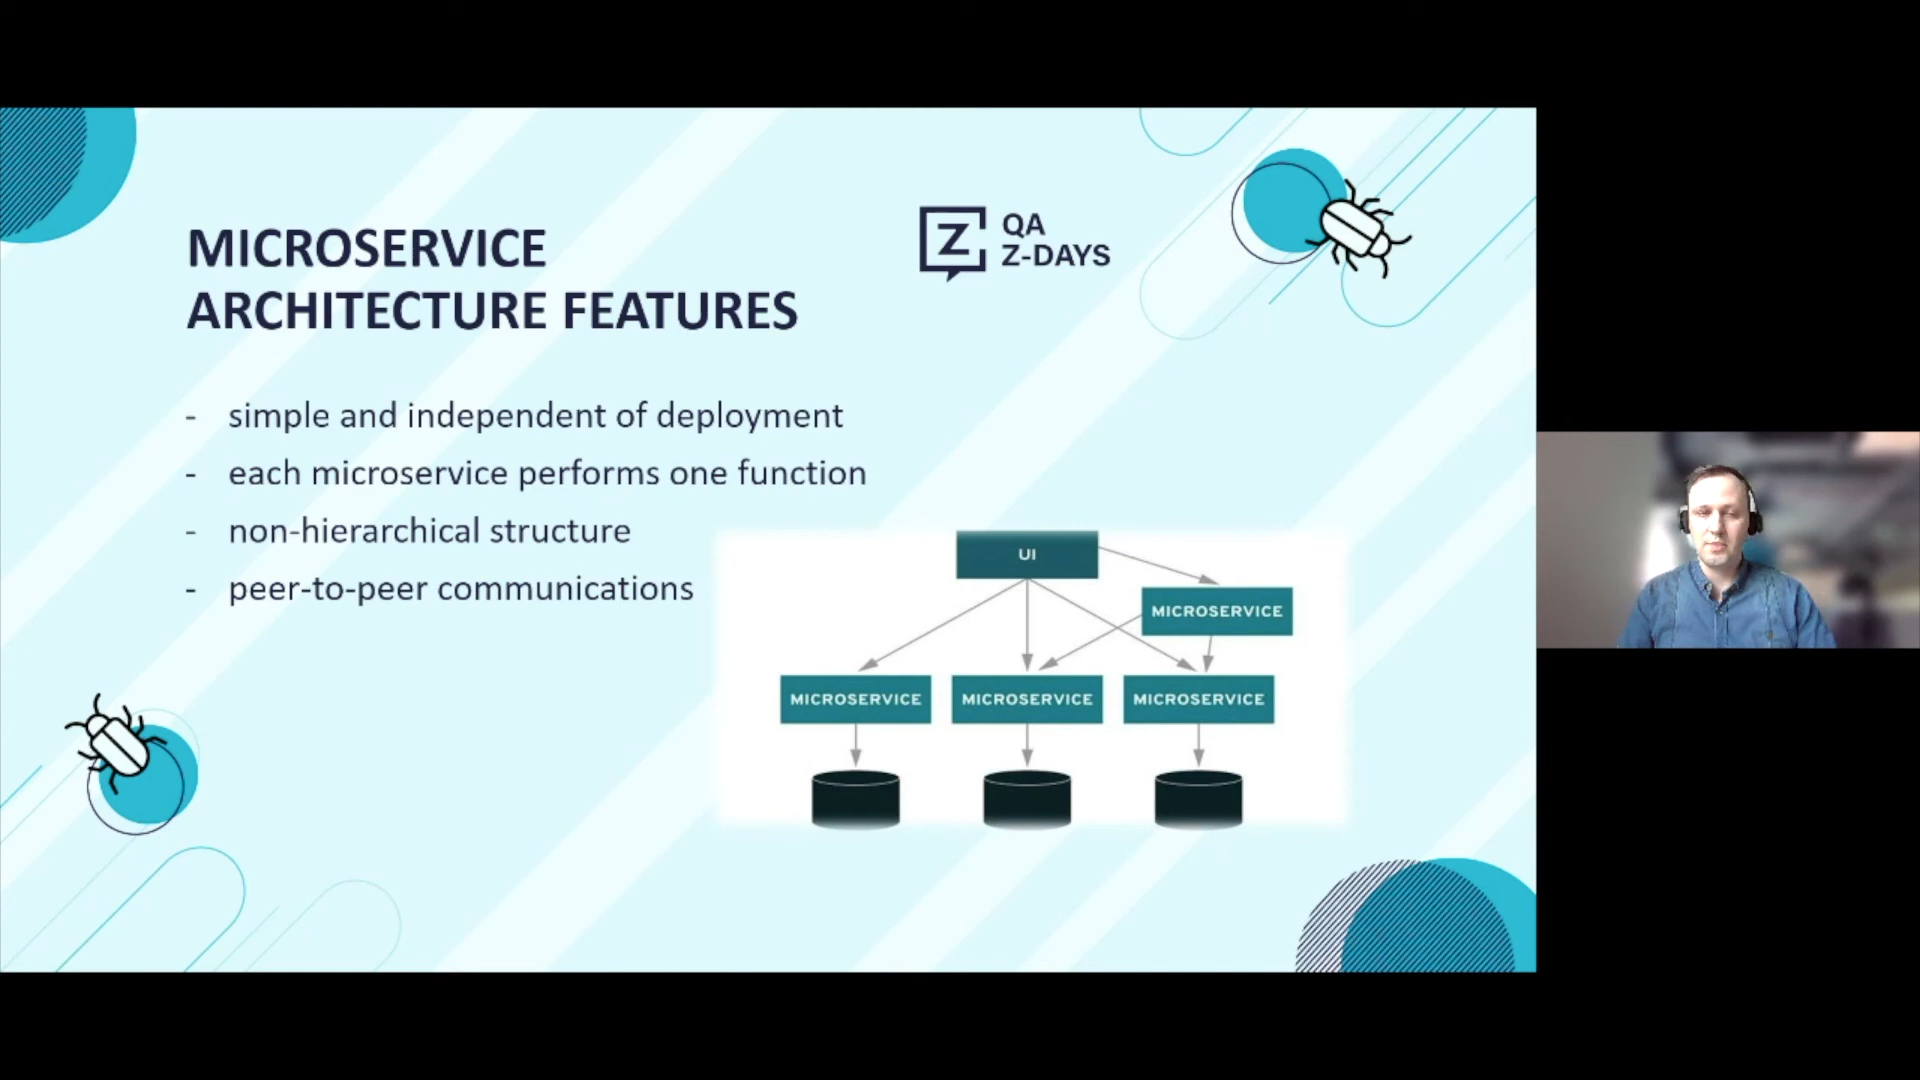 MICROSERVICE
ARCHITECTURE FEATURES
QA
Z-DAYS
- simple and independent of deployment
- each microservice performs one function
- non-hierarchical structure
- peer-to-peer communications
UI
MICROSERVICE
MICROSERVICE MICROSERVICE MICROSERVICE